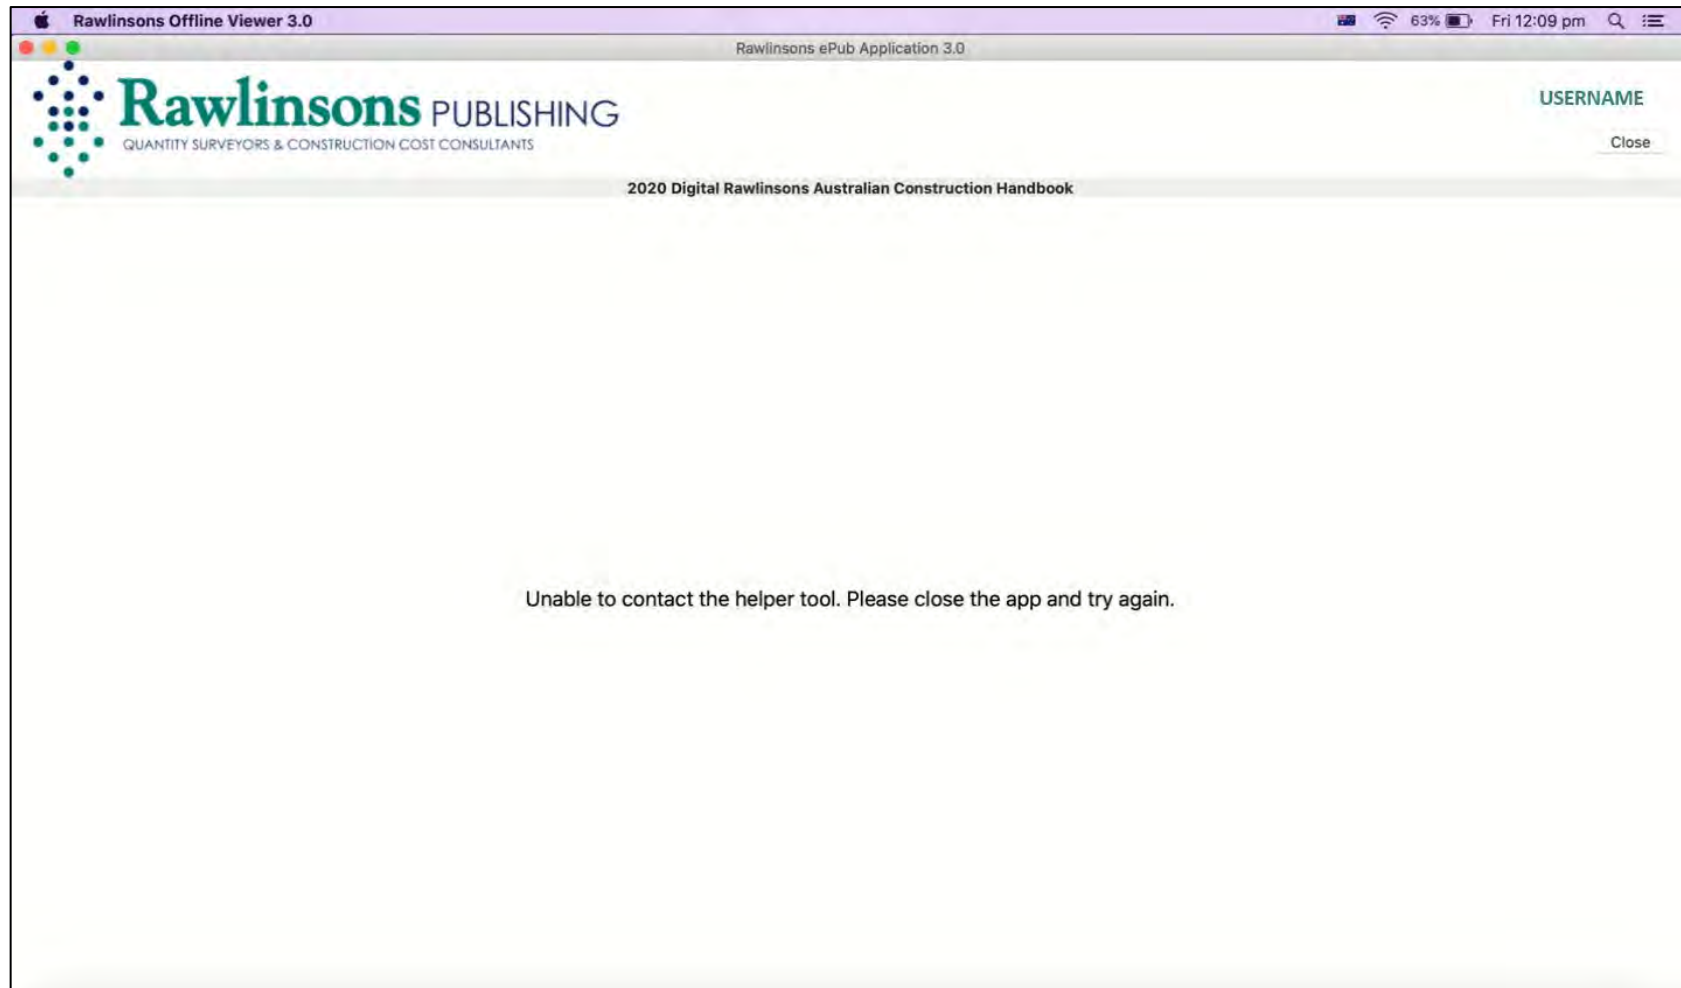 Rawlinsons Offline Viewer 3.0
63%
Fri 12:09 pm
Rawlinsons ePub Application 3.0
Rawlinsons PUBLISHING
QUANTITY SURVEYORS & CONSTRUCTION COST CONSULTANTS
USERNAME
Close
2020 Digital Rawlinsons Australian Construction Handbook
Unable to contact the helper tool. Please close the app and try again.